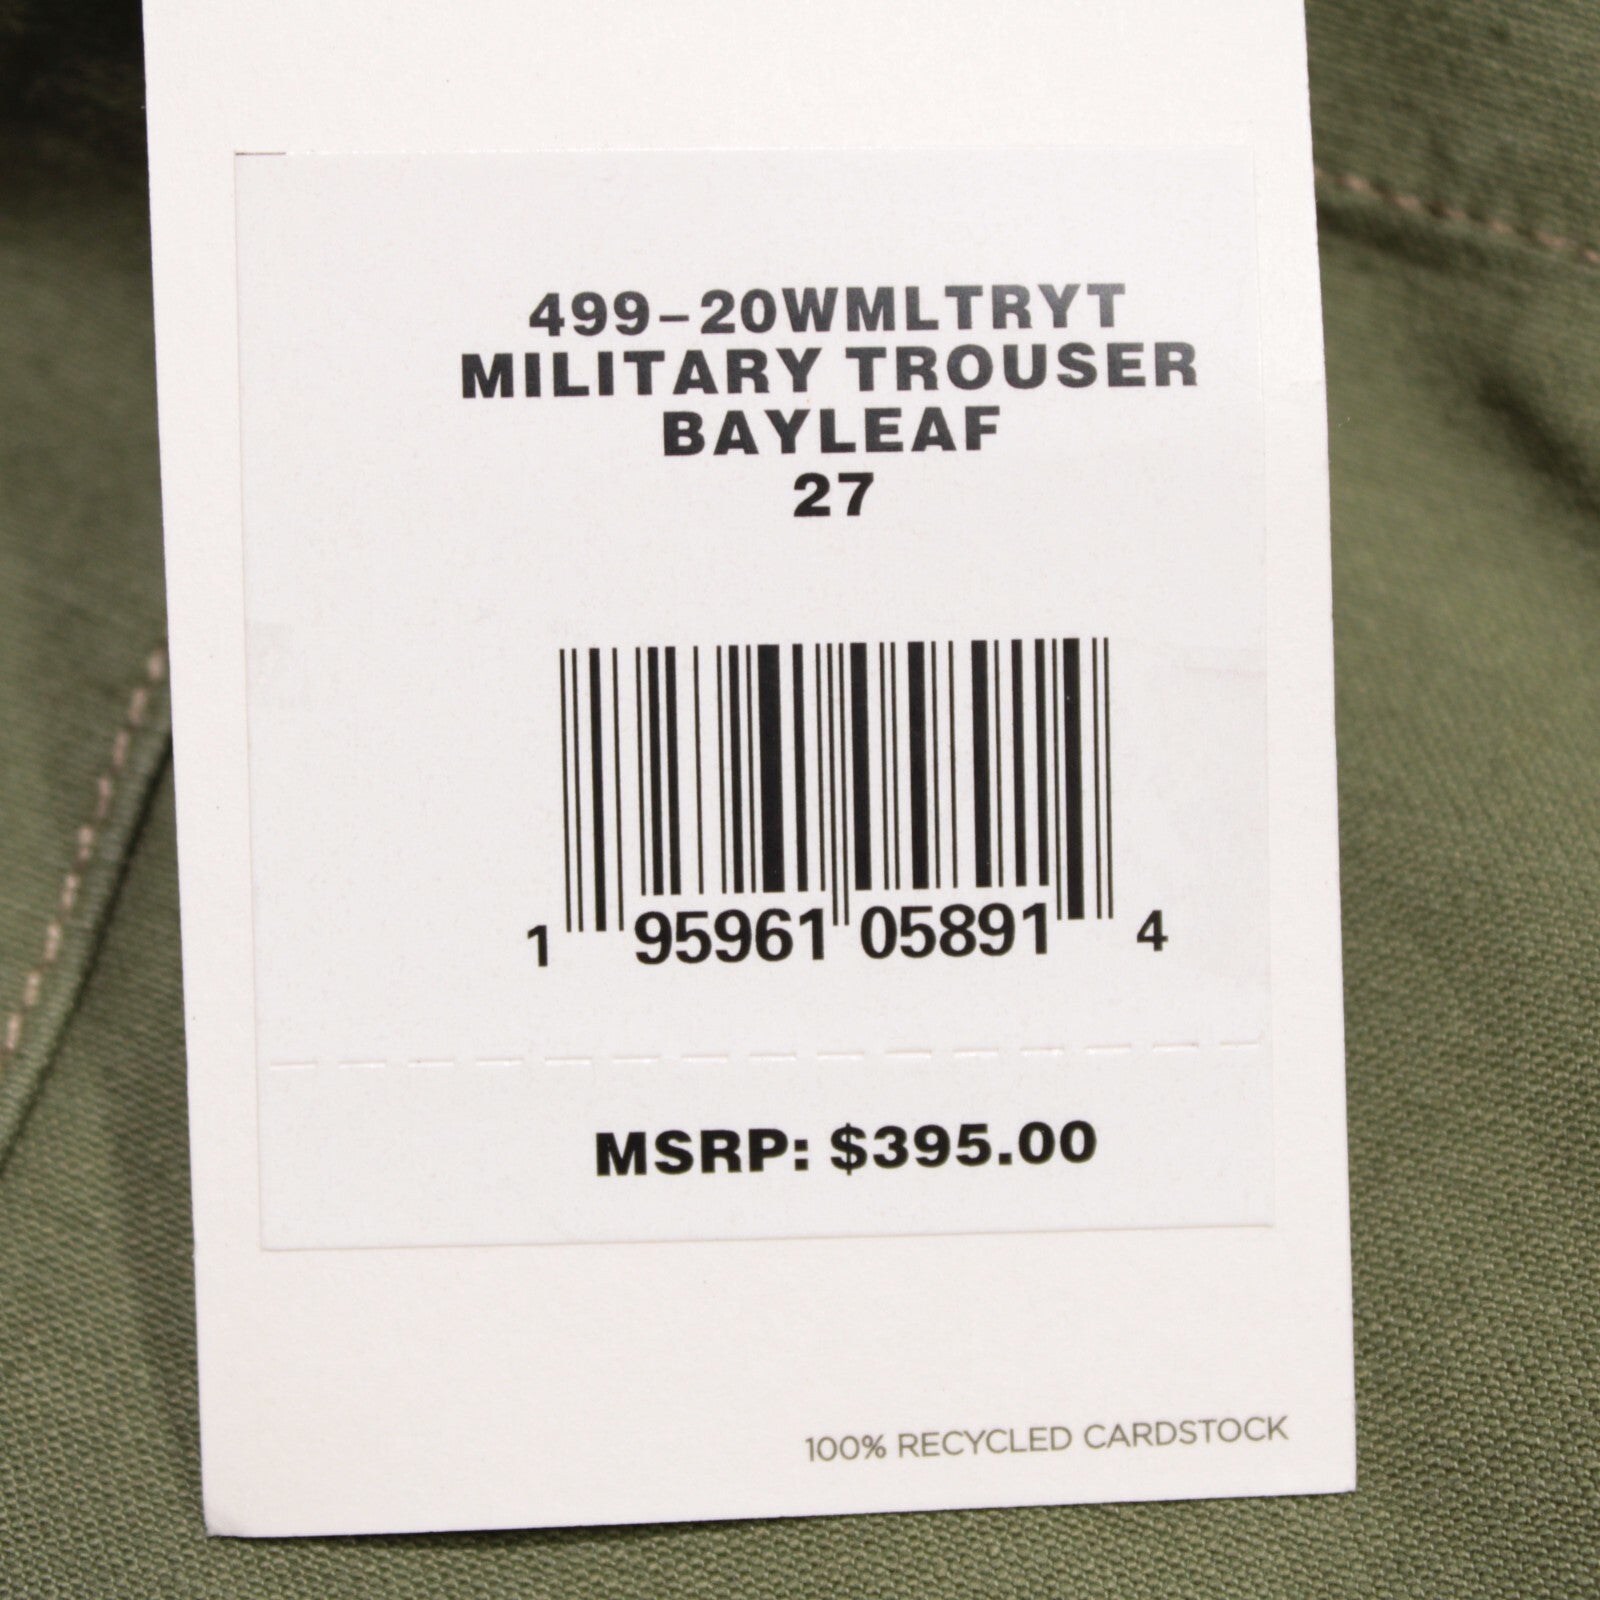 499-20WMLTRYT
MILITARY TROUSER
BAYLEAF
27
1 95961 05891 4
MSRP: $395.00
100% RECYCLED CARDSTOCK